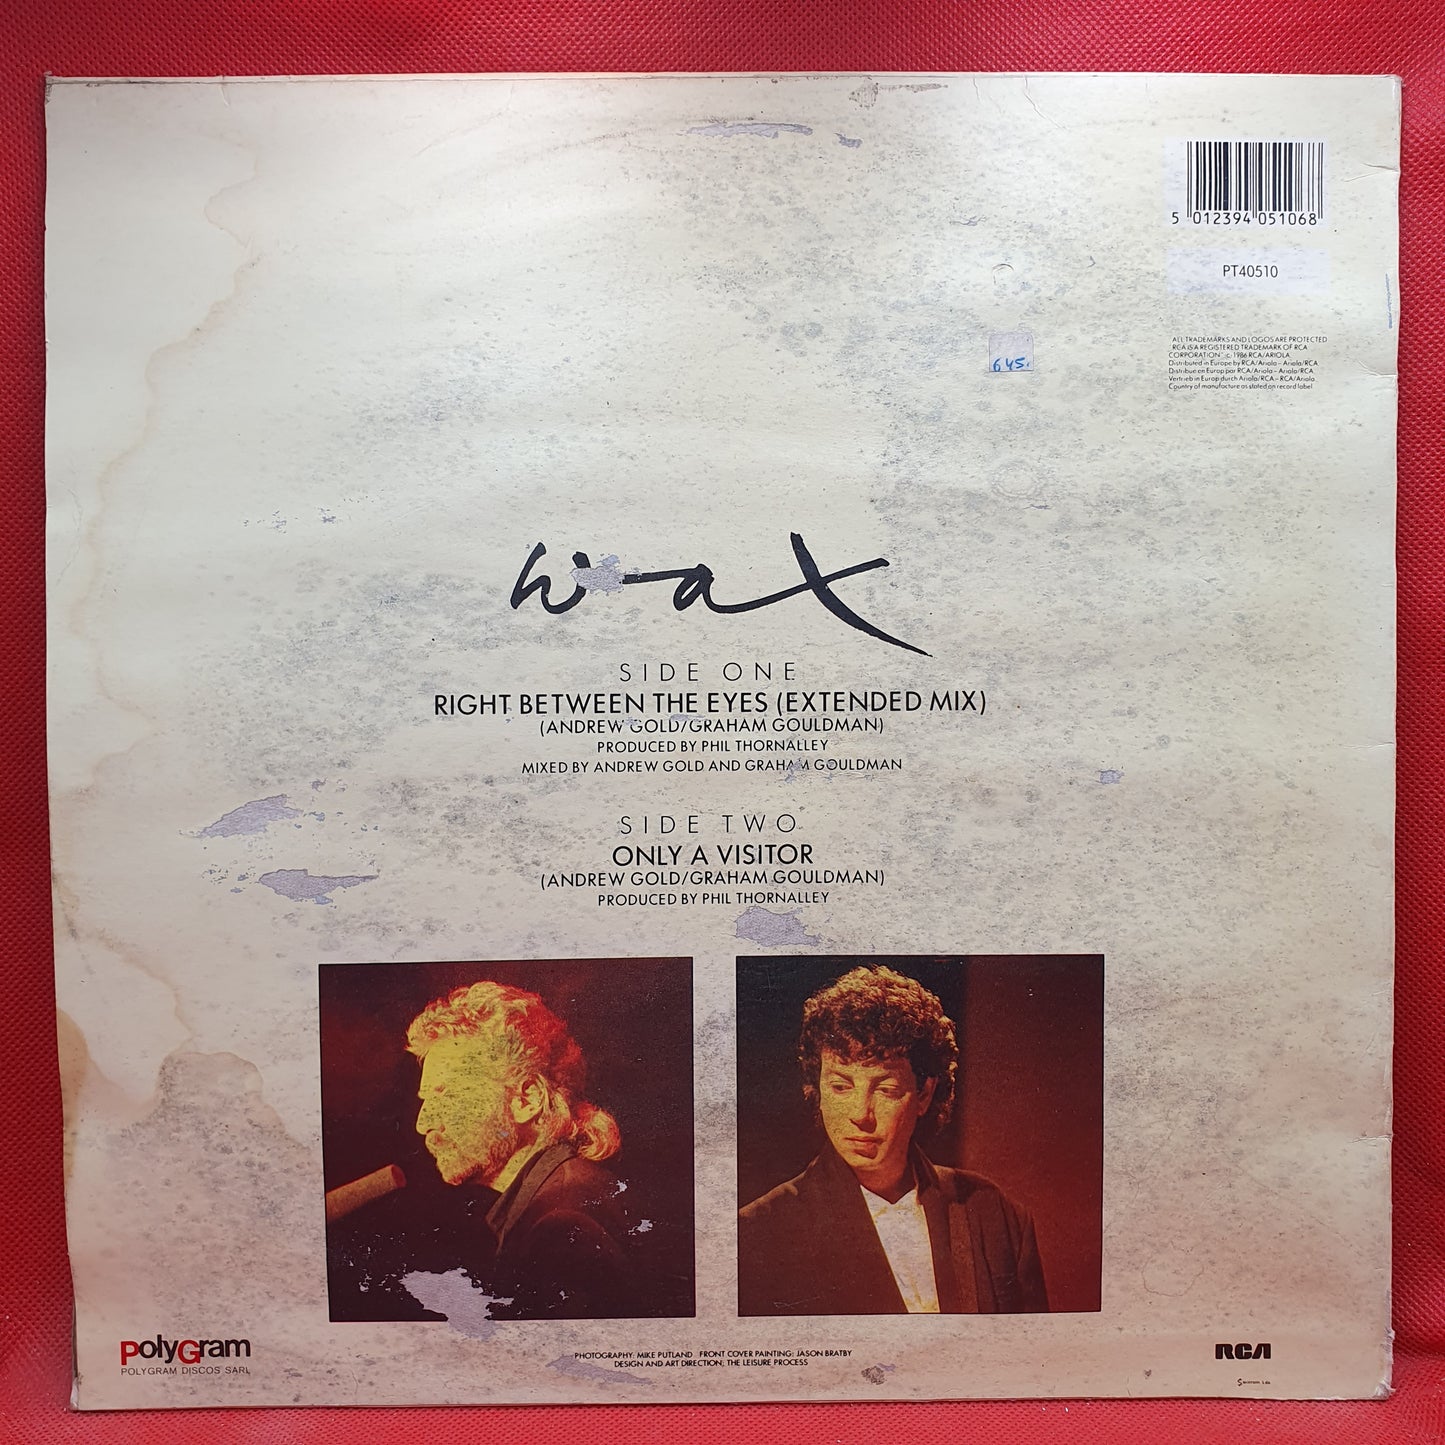 5 012394 051068
PT40510
ALL TRADEMARKS AND LOGOS ARE PROTECTED
RCA IS A REGISTERED TRADEMARK OF RCA
CORPORATION" c. 1986 RCA/ARIOLA.
Distributed in Europe by RCA/Ariola – Ariola/RCA
Distribue en Europ par RCA/Ariola – Ariola/RCA.
Vertrieb in Europ durch Ariola/RCA – RCA/Ariola.
Country of manufacture as stated on record label
645.
wax
SIDE ONE
RIGHT BETWEEN THE EYES (EXTENDED MIX)
(ANDREW GOLD/GRAHAM GOULDMAN)
PRODUCED BY PHIL THORNALLEY
MIXED BY ANDREW GOLD AND GRAHAM GOULDMAN
SIDE TWO
ONLY A VISITOR
(ANDREW GOLD/GRAHAM GOULDMAN)
PRODUCED BY PHIL THORNALLEY
PolyGram
POLYGRAM DISCOS SARL
PHOTOGRAPHY: MIKE PUTLAND FRONT COVER PAINTING: JASON BRATBY
DESIGN AND ART DIRECTION; THE LEISURE PROCESS
RCA